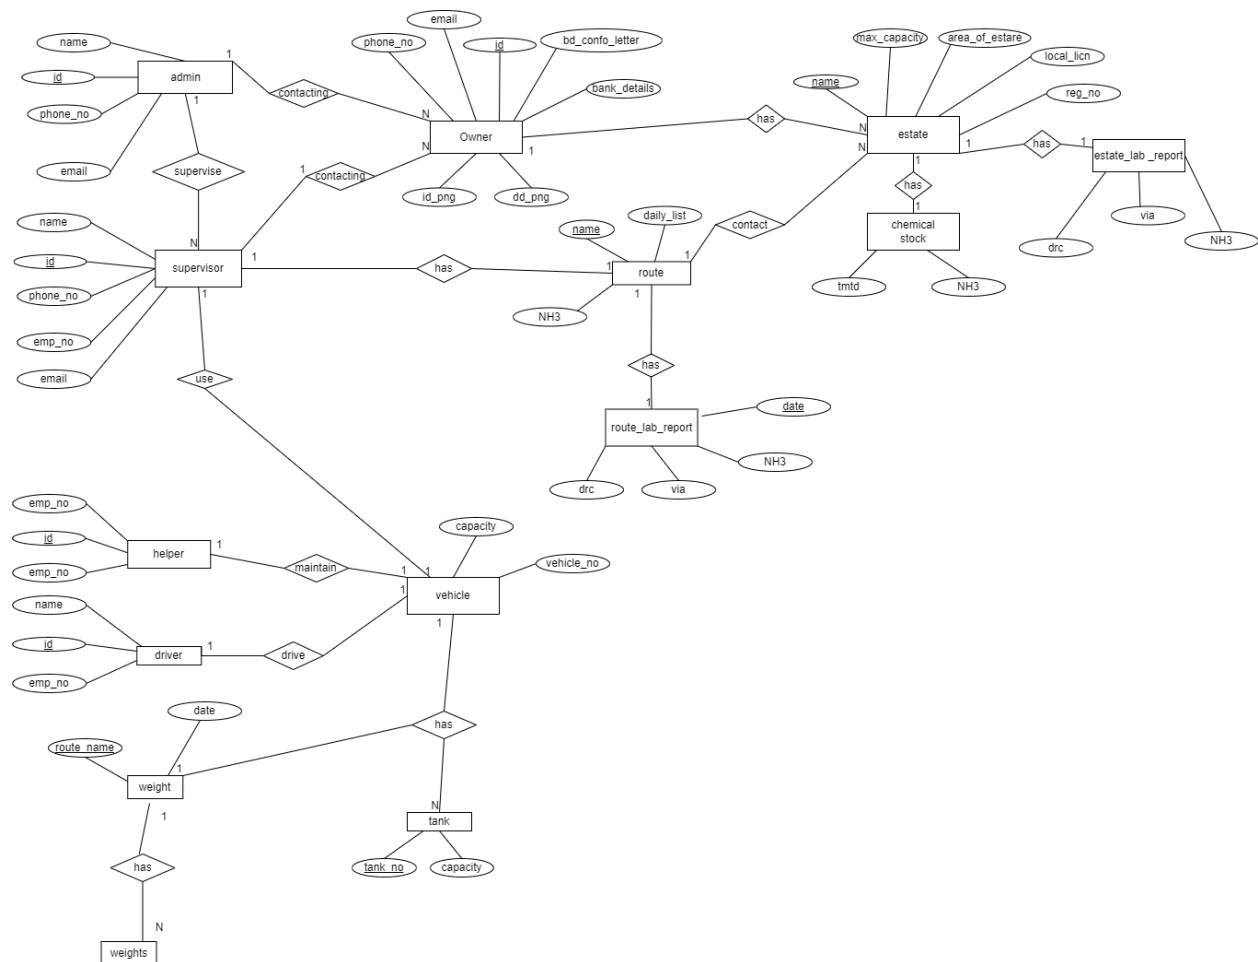 email
name
phone_no
id
bd_confo_letter
max_capacity
area_of_estare
1
local_licn
id
admin
contacting
name
bank_details
reg_no
phone_no
1
N
Owner
has
N
estate
email
supervise
1
contacting
N
1
N
1
has
1
estate_lab _report
1
has
id_png
dd_png
name
daily_list
contact
1
chemical
stock
drc
via
NH3
name
N
id
supervisor
1
has
1
route
1
tmtd
NH3
phone_no
1
1
NH3
emp_no
email
use
has
1
date
route_lab_report
NH3
drc
via
emp_no
capacity
id
helper
1
maintain
1
1
vehicle_no
emp_no
vehicle
name
1
id
driver
1
drive
1
emp_no
date
has
route_name
1
weight
N
1
tank
has
tank_no
capacity
N
weights